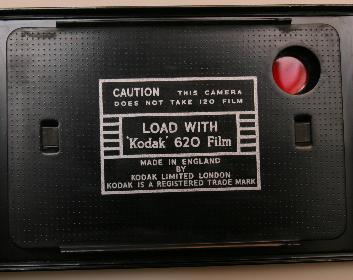 CAUTION THIS CAMERA
DOES NOT TAKE 120 FILM
LOAD WITH
'Kodak' 620 Film
MADE IN ENGLAND
BY
KODAK LIMITED LONDON
KODAK IS A REGISTERED TRADE MARK